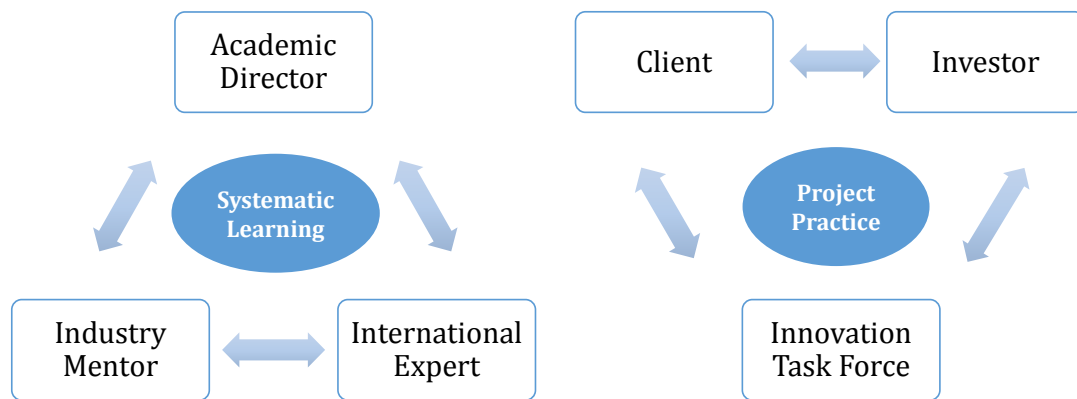 Academic
Director
Systematic
Learning
Industry
Mentor
International
Expert
Client
Investor
Project
Practice
Innovation
Task Force